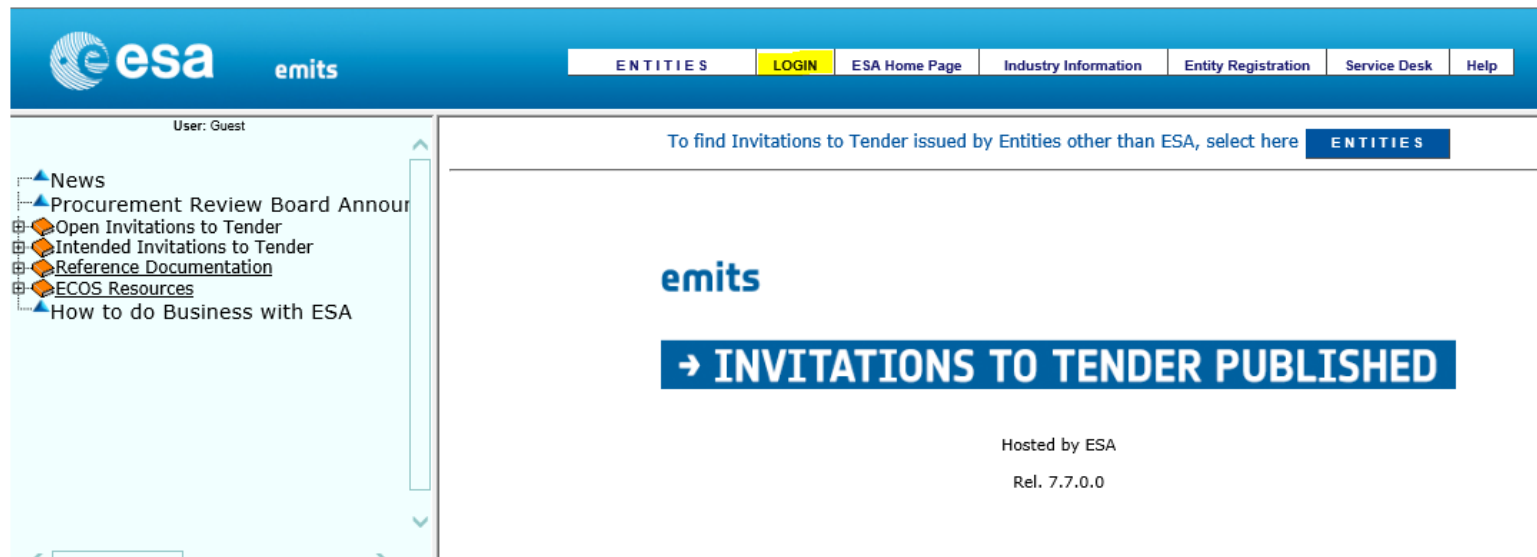 esa emits
ENTITIES LOGIN ESA Home Page Industry Information Entity Registration Service Desk Help
User: Guest
News
Procurement Review Board Annour
Open Invitations to Tender
Intended Invitations to Tender
Reference Documentation
ECOS Resources
How to do Business with ESA
To find Invitations to Tender issued by Entities other than ESA, select here ENTITIES
emits
→ INVITATIONS TO TENDER PUBLISHED
Hosted by ESA
Rel. 7.7.0.0